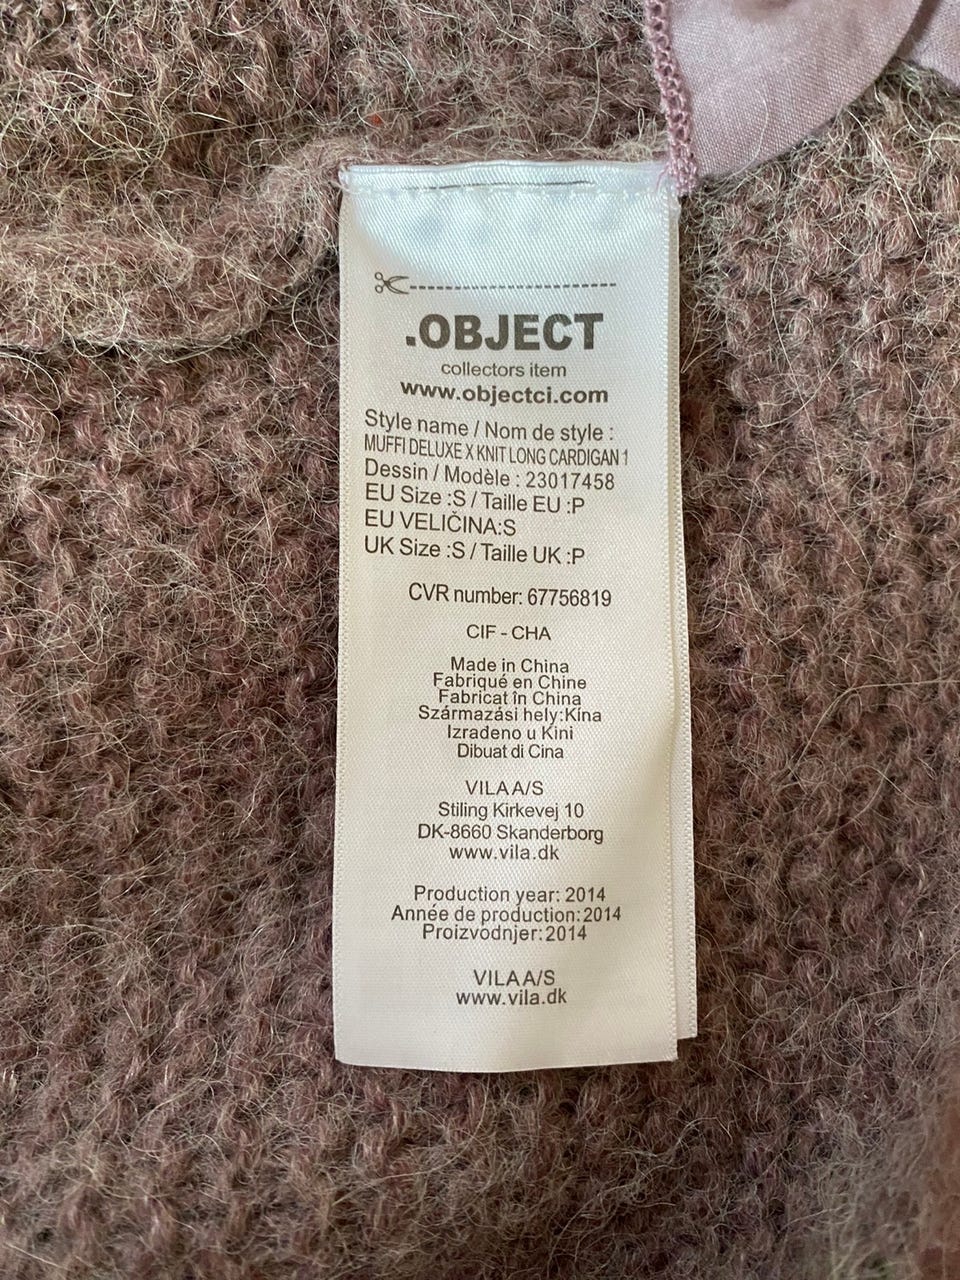 .OBJECT
collectors item
www.objectci.com
Style name / Nom de style :
MUFFI DELUXE X KNIT LONG CARDIGAN 1
Dessin / Modèle : 23017458
EU Size :S / Taille EU :P
EU VELIČINA:S
UK Size :S / Taille UK :P
CVR number: 67756819
CIF - CHA
Made in China
Fabriqué en Chine
Fabricat în China
Származási hely:Kína
Izradeno u Kini
Dibuat di Cina
VILA A/S
Stiling Kirkevej 10
DK-8660 Skanderborg
www.vila.dk
Production year: 2014
Année de production:2014
Proizvodnjer:2014
VILA A/S
www.vila.dk